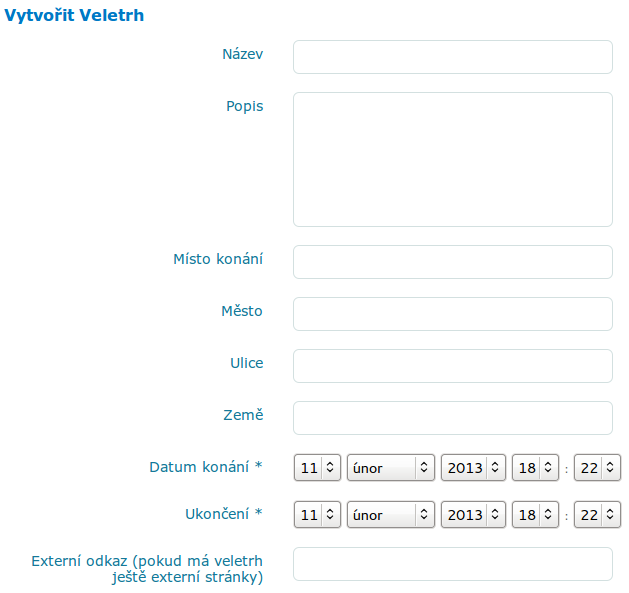 Vytvořit Veletrh
Název
Popis
Místo konání
Město
Ulice
Země
Datum konání * 11 únor 2013 18 : 22
Ukončení * 11 únor 2013 18 : 22
Externí odkaz (pokud má veletrh
ještě externí stránky)